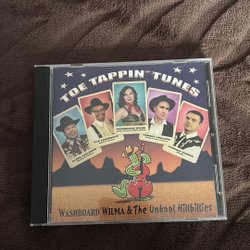 TOE TAPPIN' TUNES
WASHBOARD WILMA & The Unkool Hillbillies